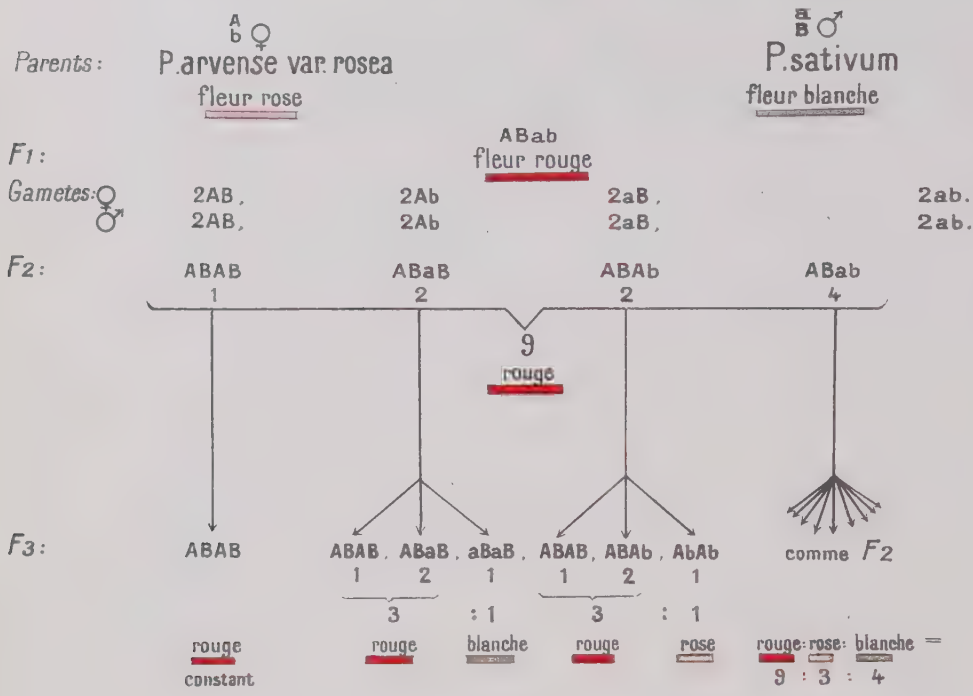 A a
b ♀ B ♂
Parents: P. arvense var. rosea P. sativum
fleur rose fleur blanche
ABab
F1: fleur rouge
Gametes: ♀ 2AB, 2Ab 2aB, 2ab.
♂ 2AB, 2Ab 2aB, 2ab.
F2: ABAB ABaB ABAb ABab
1 2 2 4
9
rouge
F3: ABAB ABAB, ABaB, aBaB, ABAB, ABAb, AbAb comme F2
1 2 1 1 2 1
3 : 1 3 : 1
rouge rouge blanche rouge rose rouge: rose: blanche =
constant 9 : 3 : 4